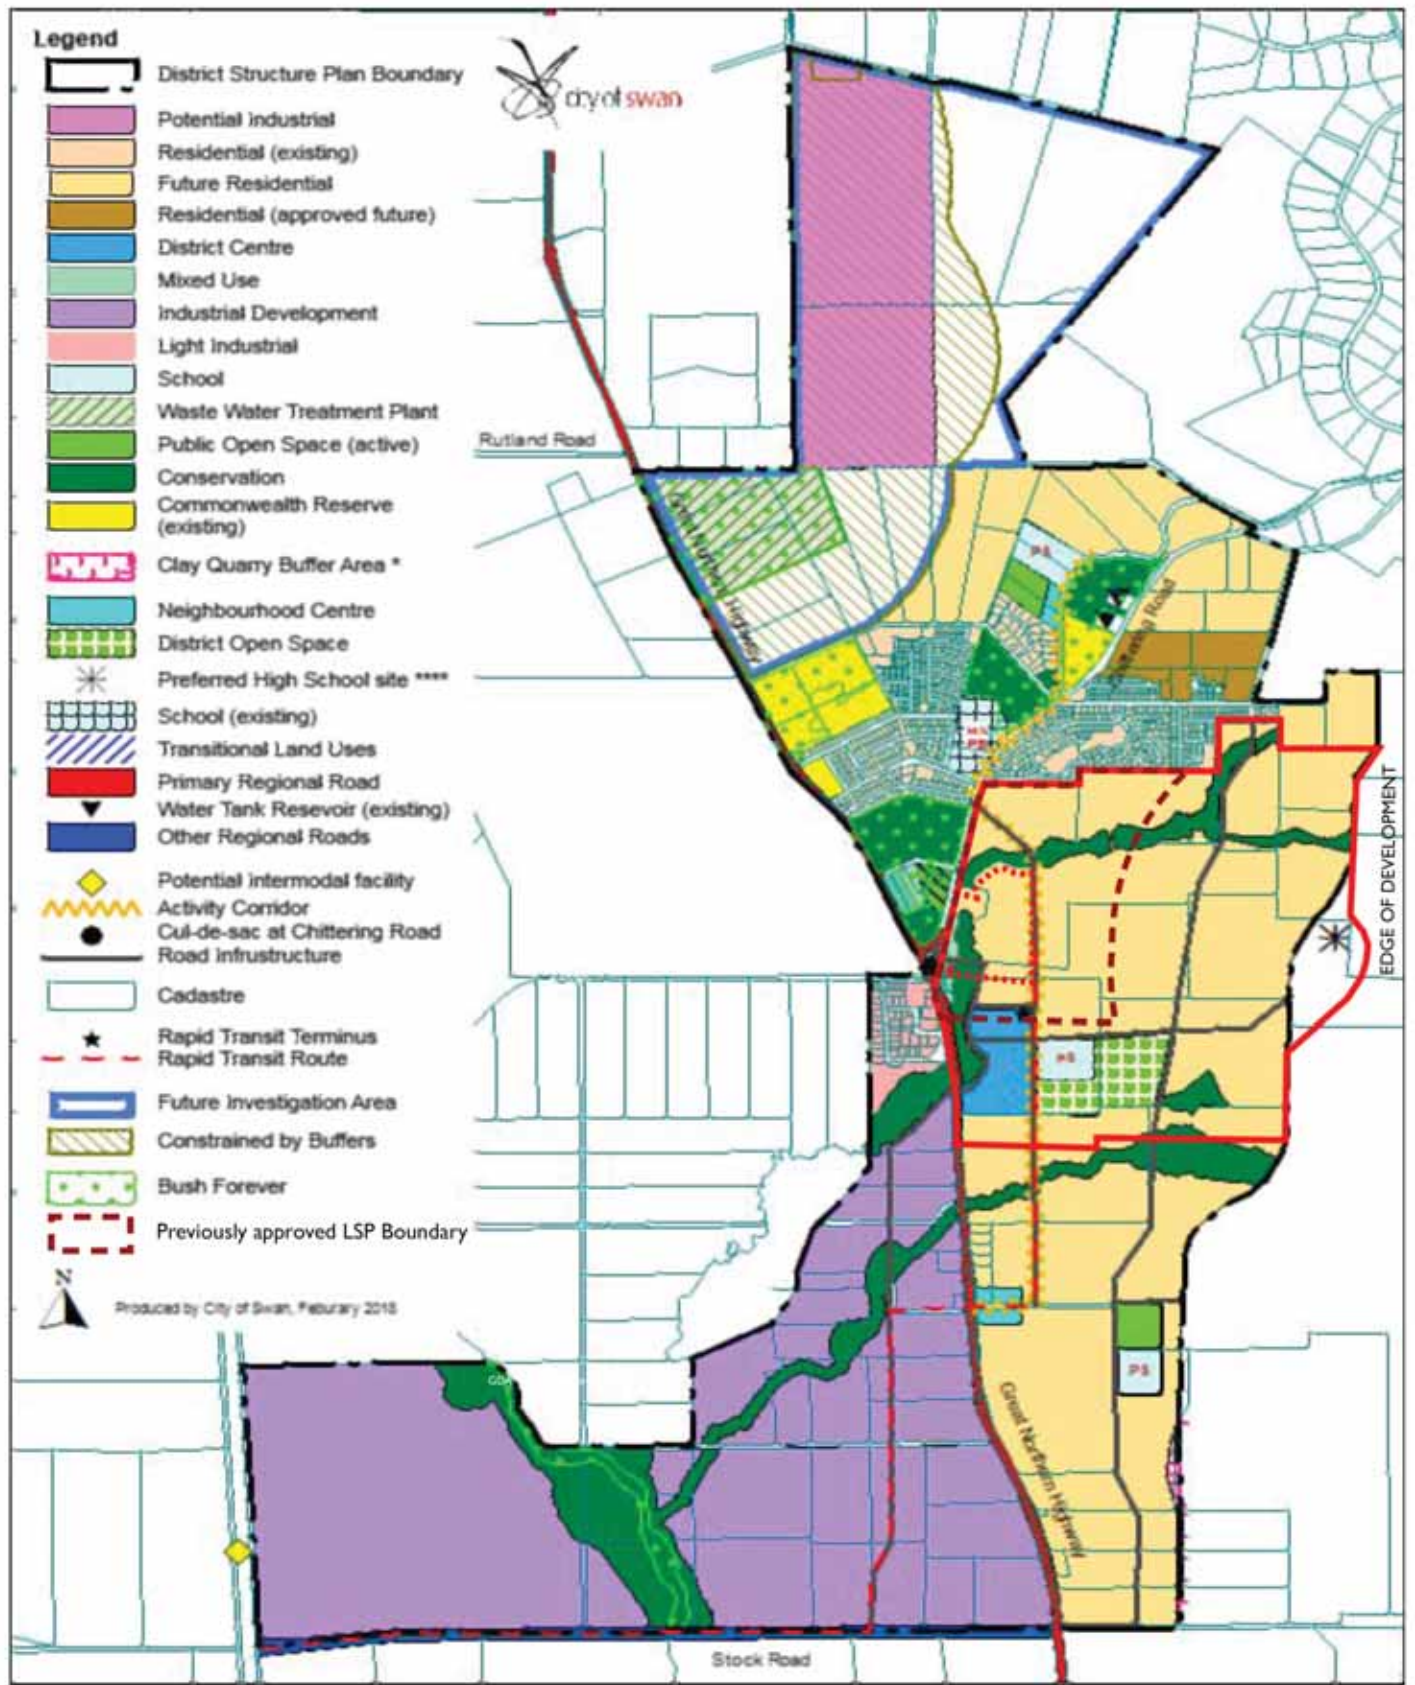 Legend
District Structure Plan Boundary
Potential Industrial
Residential (existing)
Future Residential
Residential (approved future)
District Centre
Mixed Use
Industrial Development
Light Industrial
School
Waste Water Treatment Plant
Public Open Space (active)
Conservation
Commonwealth Reserve
(existing)
Clay Quarry Buffer Area *
Neighbourhood Centre
District Open Space
Preferred High School site ****
School (existing)
Transitional Land Uses
Primary Regional Road
Water Tank Resevoir (existing)
Other Regional Roads
Potential Intermodal facility
Activity Corridor
Cul-de-sac at Chittering Road
Road Infrustructure
Cadastre
Rapid Transit Terminus
Rapid Transit Route
Future Investigation Area
Constrained by Buffers
Bush Forever
Previously approved LSP Boundary
N
Produced by City of Swan, Feburary 2018
city of swan
Rutland Road
Great Northern Highway
PS
Chittering Road
HS
PS
EDGE OF DEVELOPMENT
PS
PS
Great Northern Highway
Stock Road